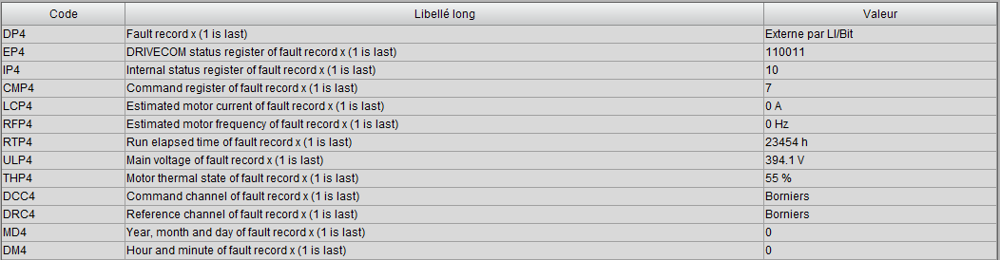 Code Libellé long Valeur
DP4 Fault record x (1 is last) Externe par LI/Bit
EP4 DRIVECOM status register of fault record x (1 is last) 110011
IP4 Internal status register of fault record x (1 is last) 10
CMP4 Command register of fault record x (1 is last) 7
LCP4 Estimated motor current of fault record x (1 is last) 0 A
RFP4 Estimated motor frequency of fault record x (1 is last) 0 Hz
RTP4 Run elapsed time of fault record x (1 is last) 23454 h
ULP4 Main voltage of fault record x (1 is last) 394.1 V
THP4 Motor thermal state of fault record x (1 is last) 55 %
DCC4 Command channel of fault record x (1 is last) Borniers
DRC4 Reference channel of fault record x (1 is last) Borniers
MD4 Year, month and day of fault record x (1 is last) 0
DM4 Hour and minute of fault record x (1 is last) 0